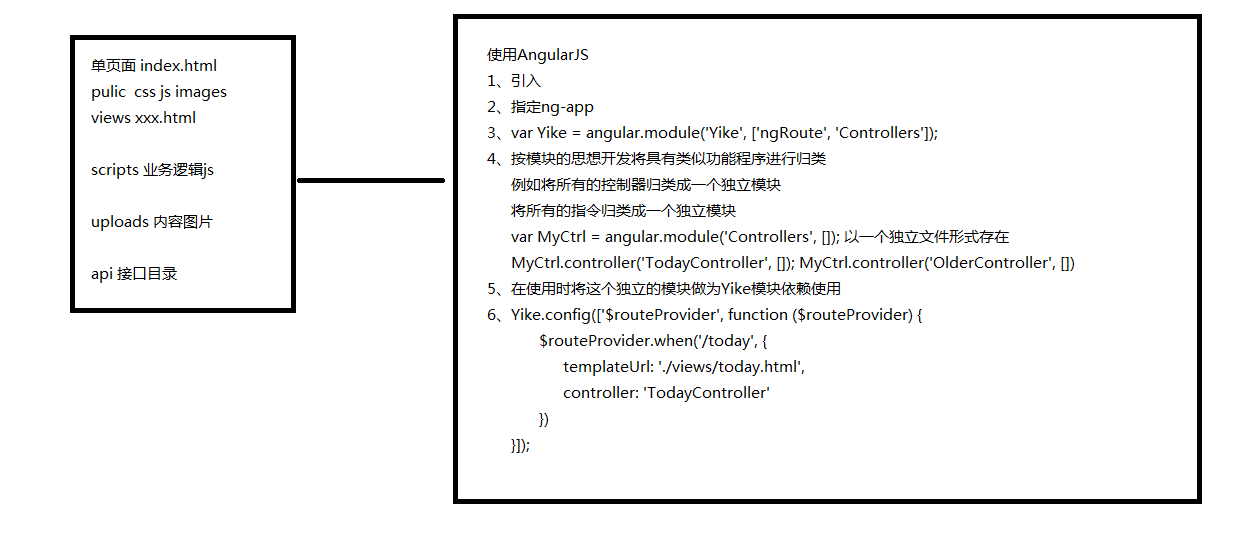 单页面 index.html
pulic css js images
views xxx.html
scripts 业务逻辑js
uploads 内容图片
api 接口目录
使用AngularJS
1、引入
2、指定ng-app
3、var Yike = angular.module('Yike', ['ngRoute', 'Controllers']);
4、按模块的思想开发将具有类似功能程序进行归类
例如将所有的控制器归类成一个独立模块
将所有的指令归类成一个独立模块
var MyCtrl = angular.module('Controllers', []); 以一个独立文件形式存在
MyCtrl.controller('TodayController', []); MyCtrl.controller('OlderController', [])
5、在使用时将这个独立的模块做为Yike模块依赖使用
6、Yike.config(['$routeProvider', function ($routeProvider) {
$routeProvider.when('/today', {
templateUrl: './views/today.html',
controller: 'TodayController'
})
}]);